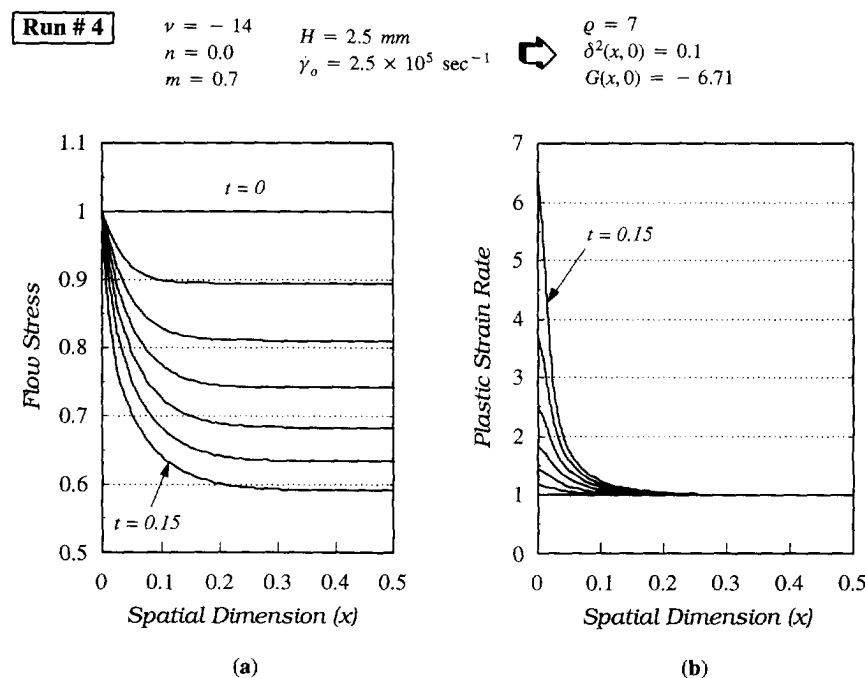 Run # 4
ν = − 14
n = 0.0
m = 0.7
H = 2.5 mm
γ̇ₒ = 2.5 × 10⁵ sec⁻¹
ϱ = 7
δ²(x, 0) = 0.1
G(x, 0) = − 6.71
1.1
1
0.9
0.8
0.7
0.6
0.5
Flow Stress
t = 0
t = 0.15
0 0.1 0.2 0.3 0.4 0.5
Spatial Dimension (x)
(a)
7
6
5
4
3
2
1
0
Plastic Strain Rate
t = 0.15
0 0.1 0.2 0.3 0.4 0.5
Spatial Dimension (x)
(b)